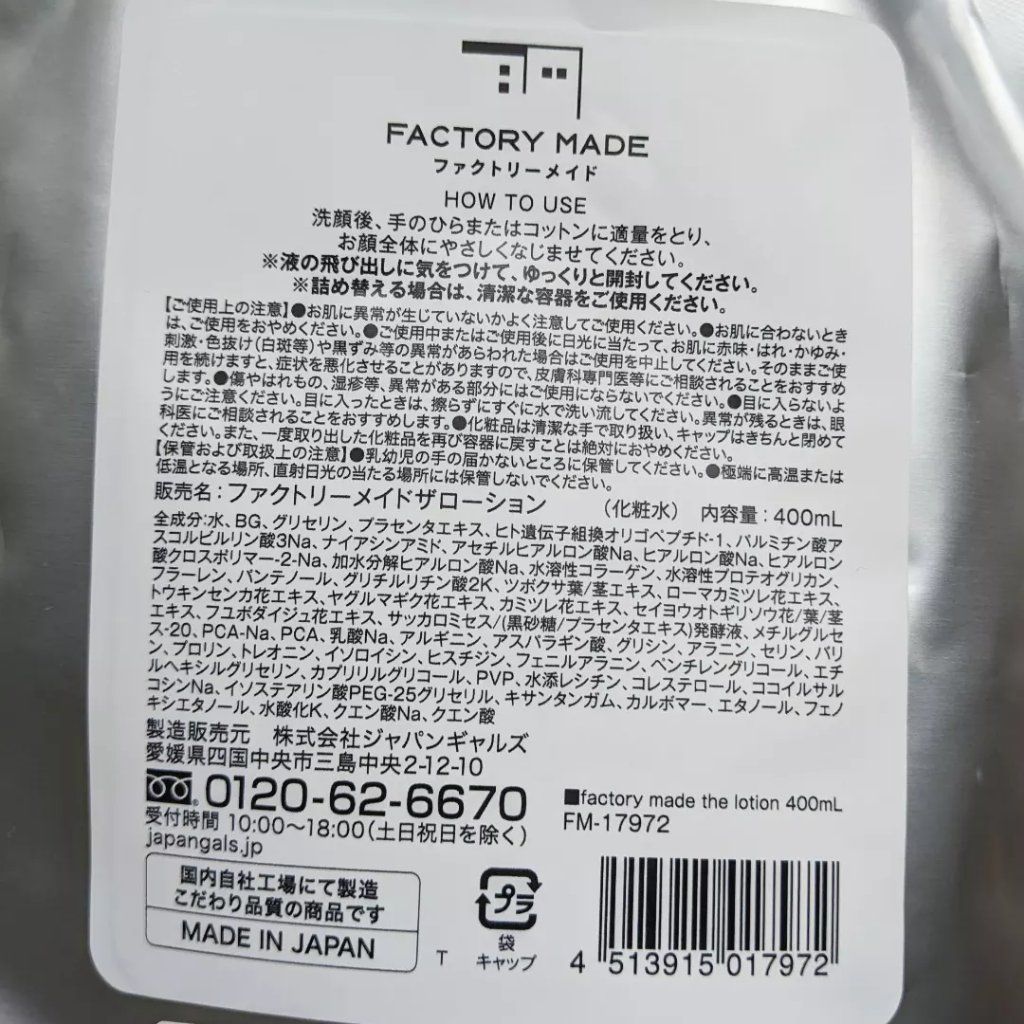 FACTORY MADE
ファクトリーメイド
HOW TO USE
洗顔後、手のひらまたはコットンに適量をとり、
お顔全体にやさしくなじませてください。
※液の飛び出しに気をつけて、ゆっくりと開封してください。
※詰め替える場合は、清潔な容器をご使用ください。
【ご使用上の注意】●お肌に異常が生じていないかよく注意してご使用ください。●お肌に合わないとき
は、ご使用をおやめください。●ご使用中またはご使用後に日光に当たって、お肌に赤味・はれ・かゆみ・
刺激・色抜け(白斑等)や黒ずみ等の異常があらわれた場合はご使用を中止してください。そのままご使
用を続けますと、症状を悪化させることがありますので、皮膚科専門医等にご相談されることをおすすめ
します。●傷やはれもの、湿疹等、異常がある部分にはご使用にならないでください。●目に入らないよ
うにご注意ください。目に入ったときは、擦らずにすぐに水で洗い流してください。異常が残るときは、眼
科医にご相談されることをおすすめします。●化粧品は清潔な手で取り扱い、キャップはきちんと閉めて
ください。また、一度取り出した化粧品を再び容器に戻すことは絶対におやめください。
【保管および取扱上の注意】●乳幼児の手の届かないところに保管してください。●極端に高温または
低温となる場所、直射日光の当たる場所には保管しないでください。
販売名：ファクトリーメイドザローション (化粧水) 内容量：400mL
全成分:水、BG、グリセリン、プラセンタエキス、ヒト遺伝子組換オリゴペプチド-1、パルミチン酸ア
スコルビルリン酸3Na、ナイアシンアミド、アセチルヒアルロン酸Na、ヒアルロン酸Na、ヒアルロン
酸クロスポリマー-2-Na、加水分解ヒアルロン酸Na、水溶性コラーゲン、水溶性プロテオグリカン、
フラーレン、パンテノール、グリチルリチン酸2K、ツボクサ葉/茎エキス、ローマカミツレ花エキス、
トウキンセンカ花エキス、ヤグルマギク花エキス、カミツレ花エキス、セイヨウオトギリソウ花/葉/茎
エキス、フユボダイジュ花エキス、サッカロミセス/(黒砂糖/プラセンタエキス)発酵液、メチルグルセ
ス-20、PCA-Na、PCA、乳酸Na、アルギニン、アスパラギン酸、グリシン、アラニン、セリン、バリ
ン、プロリン、トレオニン、イソロイシン、ヒスチジン、フェニルアラニン、ペンチレングリコール、エチ
ルヘキシルグリセリン、カプリリルグリコール、PVP、水添レシチン、コレステロール、ココイルサル
コシンNa、イソステアリン酸PEG-25グリセリル、キサンタンガム、カルボマー、エタノール、フェノ
キシエタノール、水酸化K、クエン酸Na、クエン酸
製造販売元 株式会社ジャパンギャルズ
愛媛県四国中央市三島中央2-12-10
0120-62-6670
受付時間 10:00〜18:00(土日祝日を除く)
japangals.jp
■factory made the lotion 400mL
FM-17972
国内自社工場にて製造
こだわり品質の商品です
MADE IN JAPAN
T
プラ
袋
キャップ
4 513915 017972